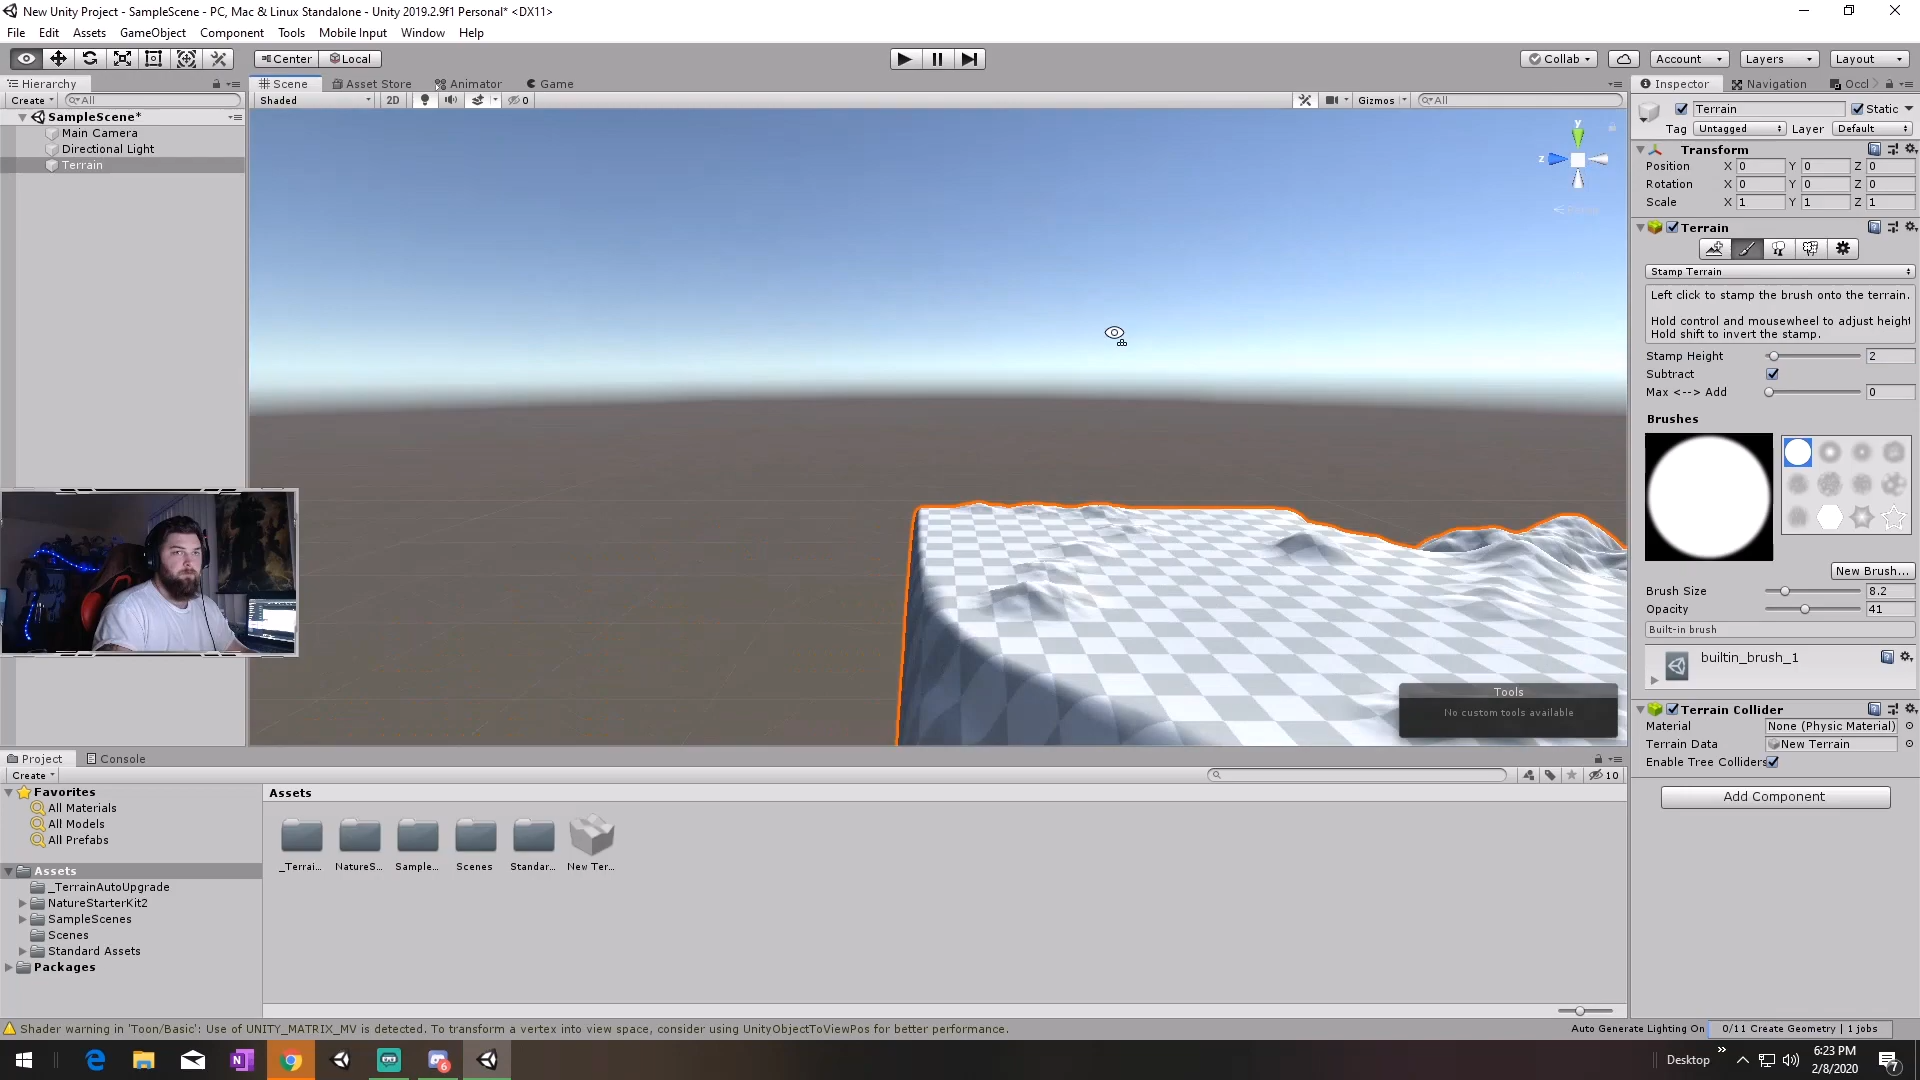 New Unity Project - SampleScene - PC, Mac & Linux Standalone - Unity 2019.2.9f1 Personal* <DX11>
File Edit Assets GameObject Component Tools Mobile Input Window Help
Center Local Collab Account Layers Layout
Hierarchy Scene Asset Store Animator Game Inspector Navigation Occl
Create All Shaded 2D 0 Gizmos All
SampleScene*
Main Camera
Directional Light
Terrain
y
z
Terrain Static
Tag Untagged Layer Default
Transform
Position X 0 Y 0 Z 0
Rotation X 0 Y 0 Z 0
Scale X 1 Y 1 Z 1
Terrain
Stamp Terrain
Left click to stamp the brush onto the terrain.
Hold control and mousewheel to adjust height
Hold shift to invert the stamp.
Stamp Height 2
Subtract
Max <--> Add 0
Brushes
New Brush...
Brush Size 8.2
Opacity 41
Built-in brush
builtin_brush_1
Tools
No custom tools available
Terrain Collider
Material None (Physic Material)
Terrain Data New Terrain
Enable Tree Colliders
Add Component
Project Console
Create 10
Favorites
All Materials
All Models
All Prefabs
Assets
_TerrainAutoUpgrade
NatureStarterKit2
SampleScenes
Scenes
Standard Assets
Packages
Assets
_Terrai... NatureS... Sample... Scenes Standar... New Ter...
Shader warning in 'Toon/Basic': Use of UNITY_MATRIX_MV is detected. To transform a vertex into view space, consider using UnityObjectToViewPos for better performance.
Auto Generate Lighting On 0/11 Create Geometry | 1 jobs
N 6 Desktop 6:23 PM
2/8/2020 7